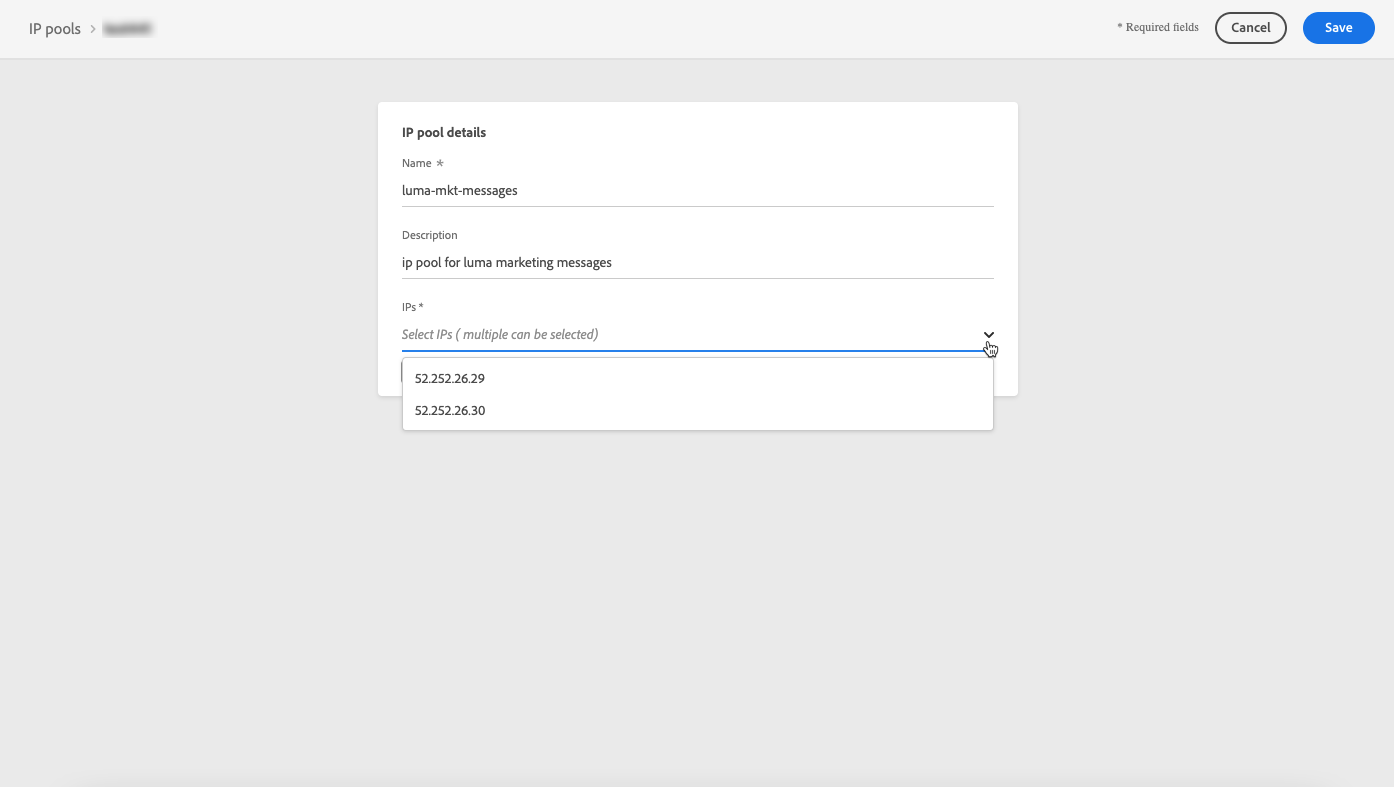 IP pools >
* Required fields
Cancel
Save
IP pool details
Name *
luma-mkt-messages
Description
ip pool for luma marketing messages
IPs *
Select IPs ( multiple can be selected)
52.252.26.29
52.252.26.30